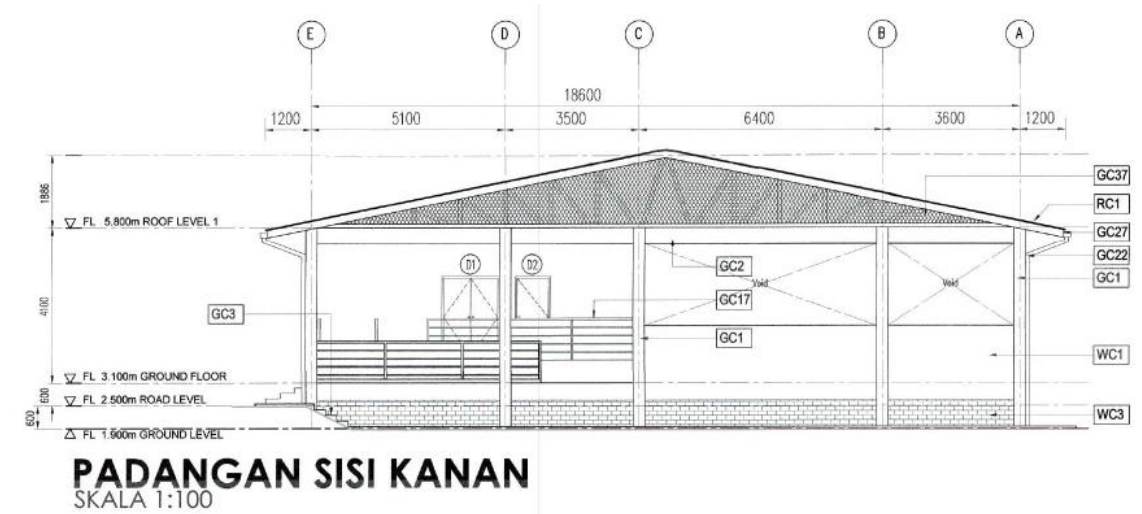 E D C B A
18600
1200 5100 3500 6400 3600 1200
1886
GC37
RC1
FL 5.800m ROOF LEVEL 1
GC27
D1 D2
GC2
GC22
Void Void
GC1
4100
GC17
GC3
GC1
WC1
FL 3.100m GROUND FLOOR
600
FL 2.500m ROAD LEVEL
600
WC3
FL 1.900m GROUND LEVEL
PADANGAN SISI KANAN
SKALA 1:100